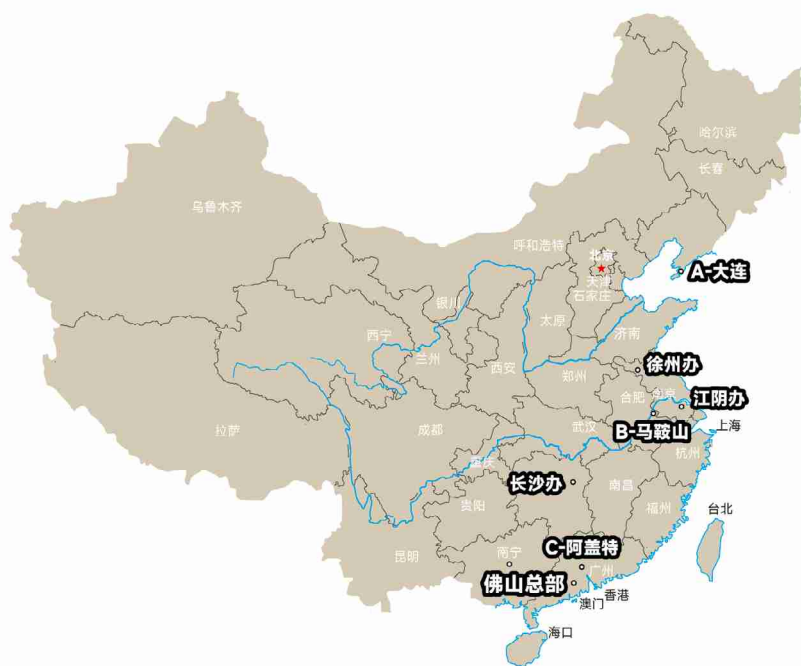 哈尔滨
长春
乌鲁木齐
呼和浩特
北京
A-大连
天津
石家庄
银川
太原
济南
西宁
兰州
西安
郑州
徐州办
合肥
南京
江阴办
拉萨
成都
武汉
B-马鞍山
上海
杭州
重庆
长沙办
南昌
贵阳
福州
台北
昆明
南宁
C-阿盖特
广州
佛山总部
香港
澳门
海口